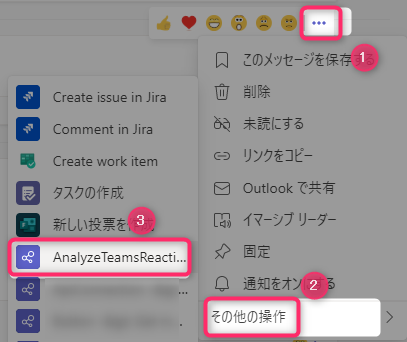 このメッセージを保存する
1
削除
未読にする
リンクをコピー
Outlook で共有
イマーシブ リーダー
固定
通知をオンにする
2
その他の操作
Create issue in Jira
Comment in Jira
Create work item
タスクの作成
新しい投票を作成
3
AnalyzeTeamsReacti...